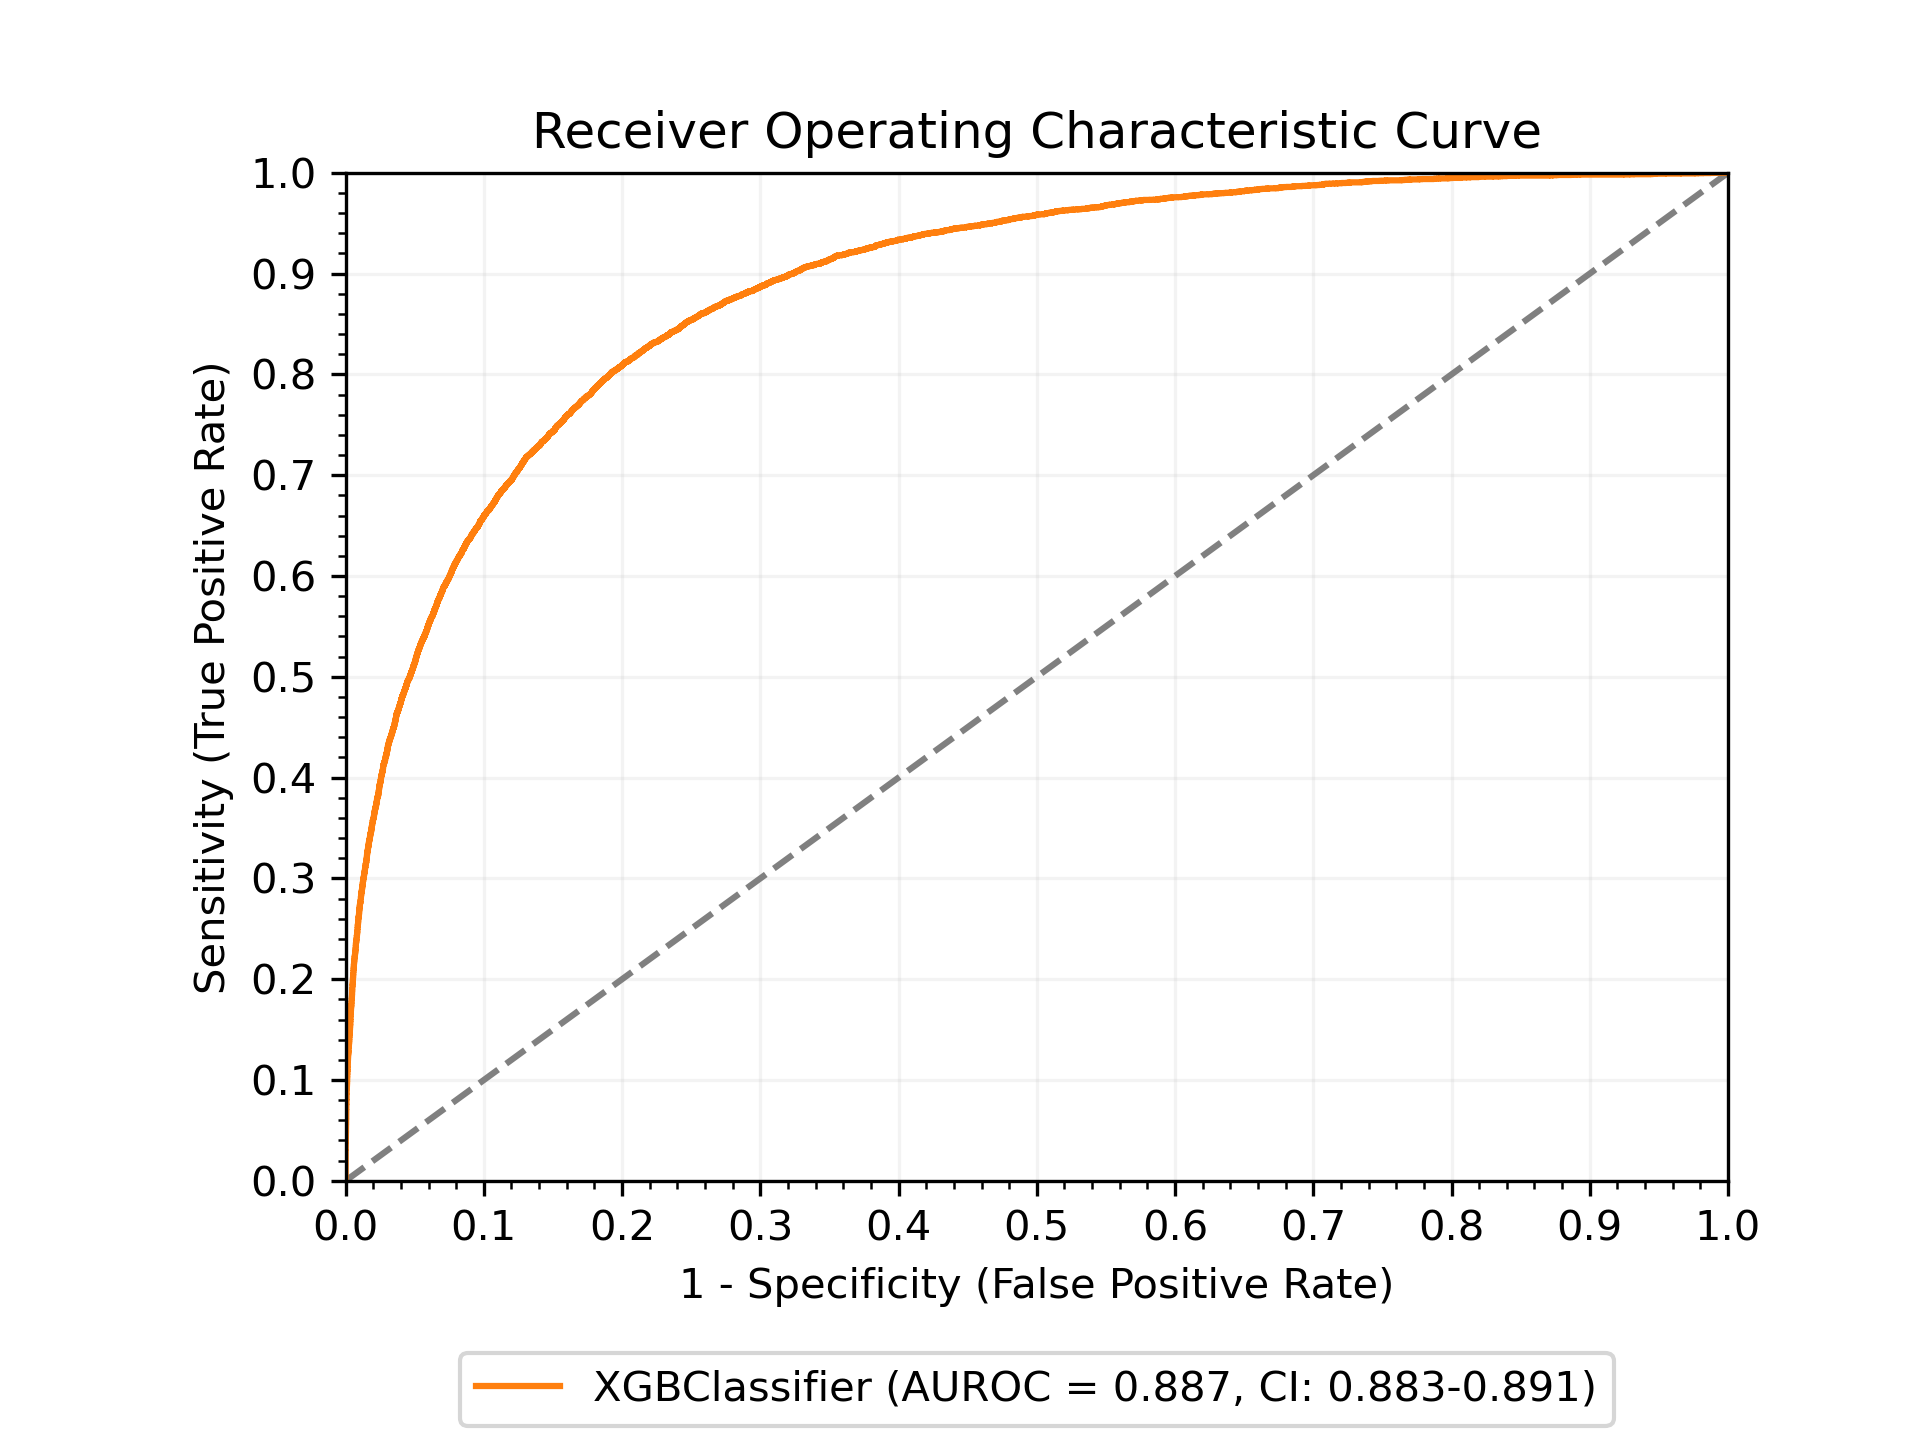 Receiver Operating Characteristic Curve
1.0
0.9
0.8
0.7
0.6
0.5
0.4
0.3
0.2
0.1
0.0
Sensitivity (True Positive Rate)
0.0 0.1 0.2 0.3 0.4 0.5 0.6 0.7 0.8 0.9 1.0
1 - Specificity (False Positive Rate)
XGBClassifier (AUROC = 0.887, CI: 0.883-0.891)